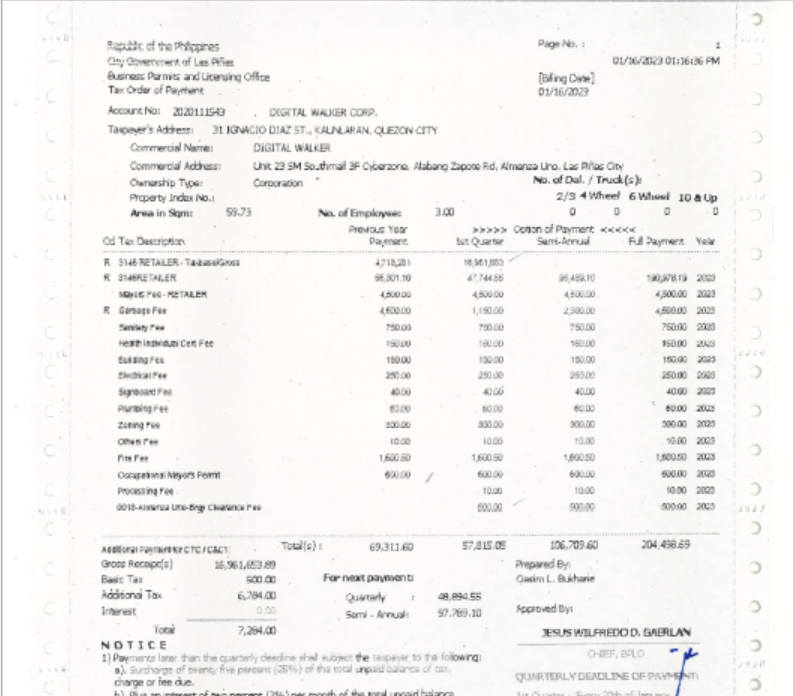 Republic of the Philippines
Page No. : 1
City Government of Las Piñas
01/16/2023 01:16:36 PM
Business Permits and Licensing Office
[Billing Date]
Tax Order of Payment
01/16/2023
Account No: 2020111543 DIGITAL WALKER CORP.
Taxpayer's Address: 31 IGNACIO DIAZ ST., KAUNLARAN, QUEZON CITY
Commercial Name: DIGITAL WALKER
Commercial Address: Unit 23 SM Southmall 3F Cyberzone, Alabang Zapote Rd, Almanza Uno, Las Piñas City
Ownership Type: Corporation
No. of Del. / Truck(s):
Property Index No.:
2/3 4 Wheel 6 Wheel 10 & Up
Area in Sqm: 59.73 No. of Employee: 3.00 0 0 0 0
Previous Year >>>>> Option of Payment <<<<<
Cd Tax Description Payment 1st Quarter Semi-Annual Full Payment Year
R 3146 RETAILER - Taxbase/Gross 16,961,653
R 3146RETAILER 47,744.55 95,489.10 190,978.19 2023
Mayors Fee - RETAILER 4,500.00 4,500.00 4,500.00 4,500.00 2023
R Garbage Fee 4,600.00 1,150.00 2,300.00 4,600.00 2023
Sanitary Fee 750.00 750.00 750.00 750.00 2023
Health Individual Cert Fee 150.00 150.00 150.00 150.00 2023
Building Fee 150.00 150.00 150.00 150.00 2023
Electrical Fee 250.00 250.00 250.00 250.00 2023
Signboard Fee 40.00 40.00 40.00 40.00 2023
Plumbing Fee 60.00 60.00 60.00 60.00 2023
Zoning Fee 300.00 300.00 300.00 300.00 2023
Others Fee 10.00 10.00 10.00 10.00 2023
Fire Fee 1,600.50 1,600.50 1,600.50 1,600.50 2023
Occupational Mayor's Permit 600.00 600.00 600.00 600.00 2023
Processing Fee 10.00 10.00 10.00 2023
0018-Almanza Uno-Brgy Clearance Fee 500.00 500.00 500.00 2023
Additional Payment for CTC / C&CT: Total(s) : 69,311.60 57,815.05 106,709.60 204,498.69
Gross Receipt(s) 16,961,653.89
Prepared By:
Basic Tax 500.00 For next payment:
Qasim L. Bukharie
Additional Tax 6,784.00 Quarterly : 48,894.55
Interest 0.00 Semi - Annual: 97,789.10
Approved By:
Total 7,284.00
JESUS WILFREDO D. GABRLAN
NOTICE
CHIEF, BPLO
1) Payments later than the quarterly deadline shall subject the taxpayer to the following:
a). Surcharge of twenty five percent (25%) of the total unpaid balance of tax,
QUARTERLY DEADLINE OF PAYMENT:
charge or fee due.
b). Plus an interest of two percent (2%) per month of the total unpaid balance
1st Quarter - Every 20th of January